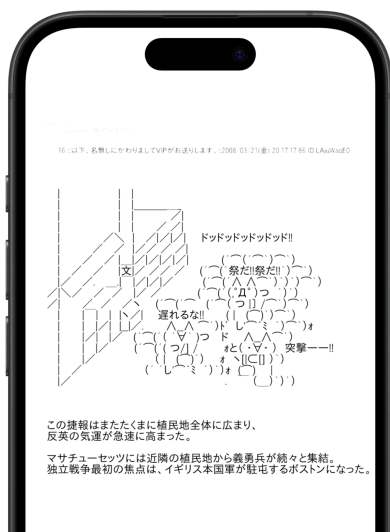 16 :以下、名無しにかわりましてVIPがお送りします。:2008/03/21(金) 20:17:17.86 ID:LAjuWaqE0
ドッドッドッドッドッド!!
祭だ!!祭だ!!
文
遅れるな!!
突撃ーー!!
この捷報はまたたくまに植民地全体に広まり、
反英の気運が急速に高まった。
マサチューセッツには近隣の植民地から義勇兵が続々と集結。
独立戦争最初の焦点は、イギリス本国軍が駐屯するボストンになった。